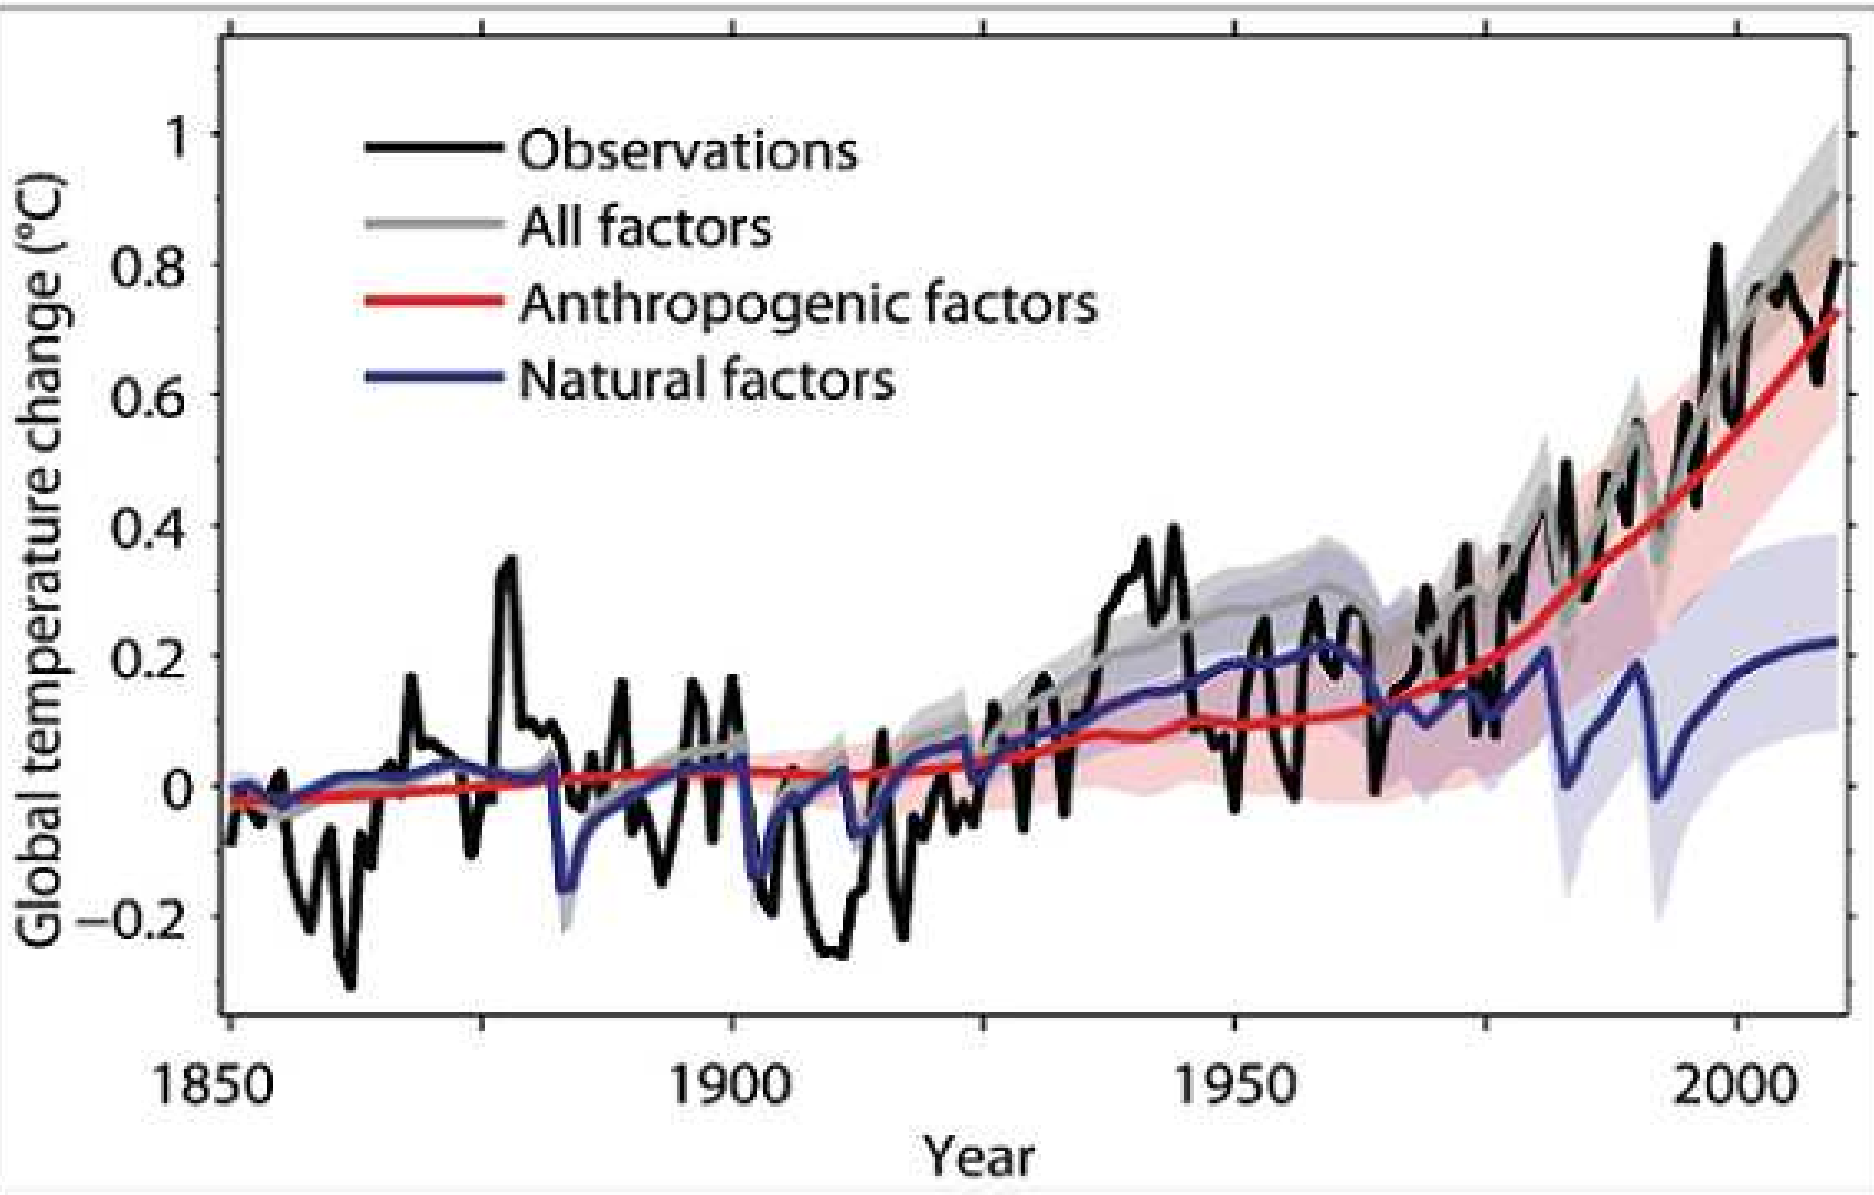 Global temperature change (°C)
1
0.8
0.6
0.4
0.2
0
−0.2
Observations
All factors
Anthropogenic factors
Natural factors
1850 1900 1950 2000
Year